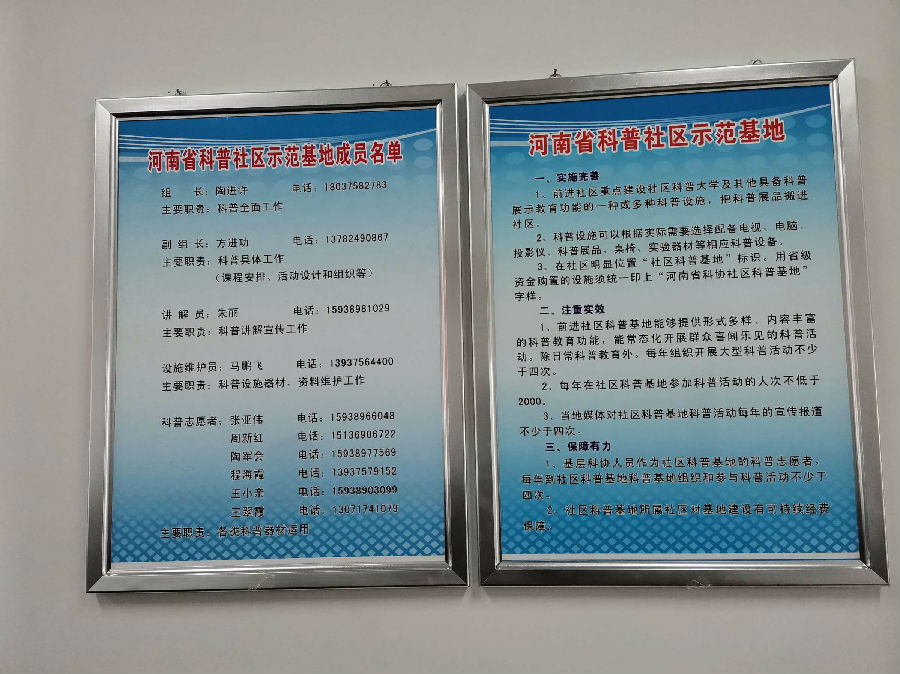 河南省科普社区示范基地成员名单
组 长：陶进许 电话：18037582783
主要职责：科普全面工作
副 组 长：方进功 电话：13782490867
主要职责：科普具体工作
（课程安排、活动设计和组织等）
讲 解 员：朱丽 电话：15938981029
主要职责：科普讲解宣传工作
设施维护员：马鹏飞 电话：13937564400
主要职责：科普设施器材、资料维护工作
科普志愿者：张亚伟 电话：15938966048
周新红 电话：15136906722
陶军会 电话：15938977569
程海霞 电话：13937579152
王小豪 电话：15938903099
王翠霞 电话：13071741079
主要职责：各类科普器材运用
河南省科普社区示范基地
一、实施完善
1、前进社区重点建设社区科普大学及其他具备科普
展示教育功能的一种或多种科普设施，把科普展品搬进
社区。
2、科普设施可以根据实际需要选择配备电视、电脑、
投影仪、科普展品、桌椅、实验器材等相应科普设备。
3、在社区明显位置“社区科普基地”标识。用省级
资金购置的设施须统一印上“河南省科协社区科普基地”
字样。
二、注重实效
1、前进社区科普基地能够提供形式多样、内容丰富
的科普教育功能，能常态化开展群众喜闻乐见的科普活
动。除日常科普教育外，每年组织开展大型科普活动不少
于四次。
2、每年在社区科普基地参加科普活动的人次不低于
2000。
3、当地媒体对社区科普基地科普活动每年的宣传报道
不少于四次。
三、保障有力
1、基层科协人员作为社区科普基地的科普志愿者，
每年到社区科普基地科普基地组织和参与科普活动不少于
四次。
2、社区科普基地所属社区对基地建设有可持续经费
保障。